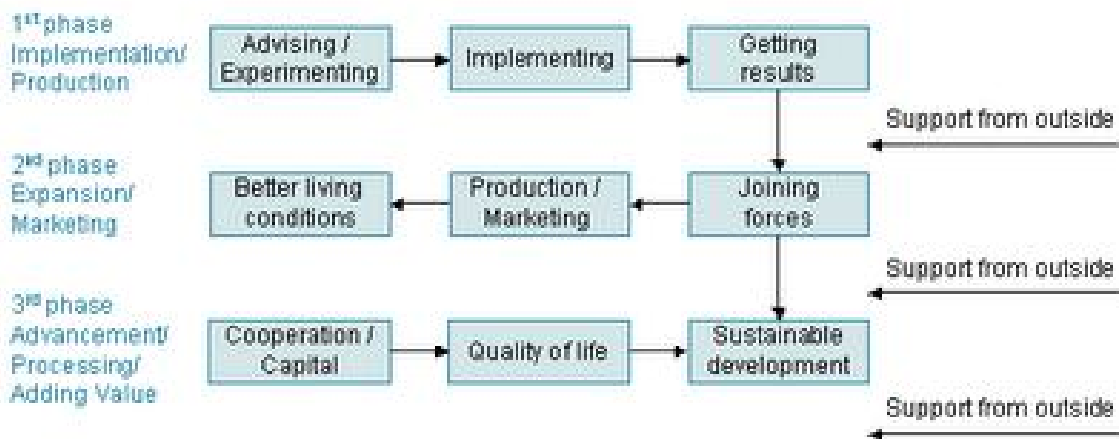 1st phase
Implementation/
Production
Advising /
Experimenting
Implementing
Getting
results
Support from outside
2nd phase
Expansion/
Marketing
Better living
conditions
Production /
Marketing
Joining
forces
Support from outside
3rd phase
Advancement/
Processing/
Adding Value
Cooperation /
Capital
Quality of life
Sustainable
development
Support from outside